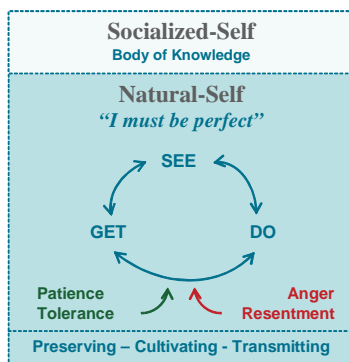 Socialized-Self
Body of Knowledge
Natural-Self
“I must be perfect”
SEE
GET DO
Patience Anger
Tolerance Resentment
Preserving – Cultivating - Transmitting